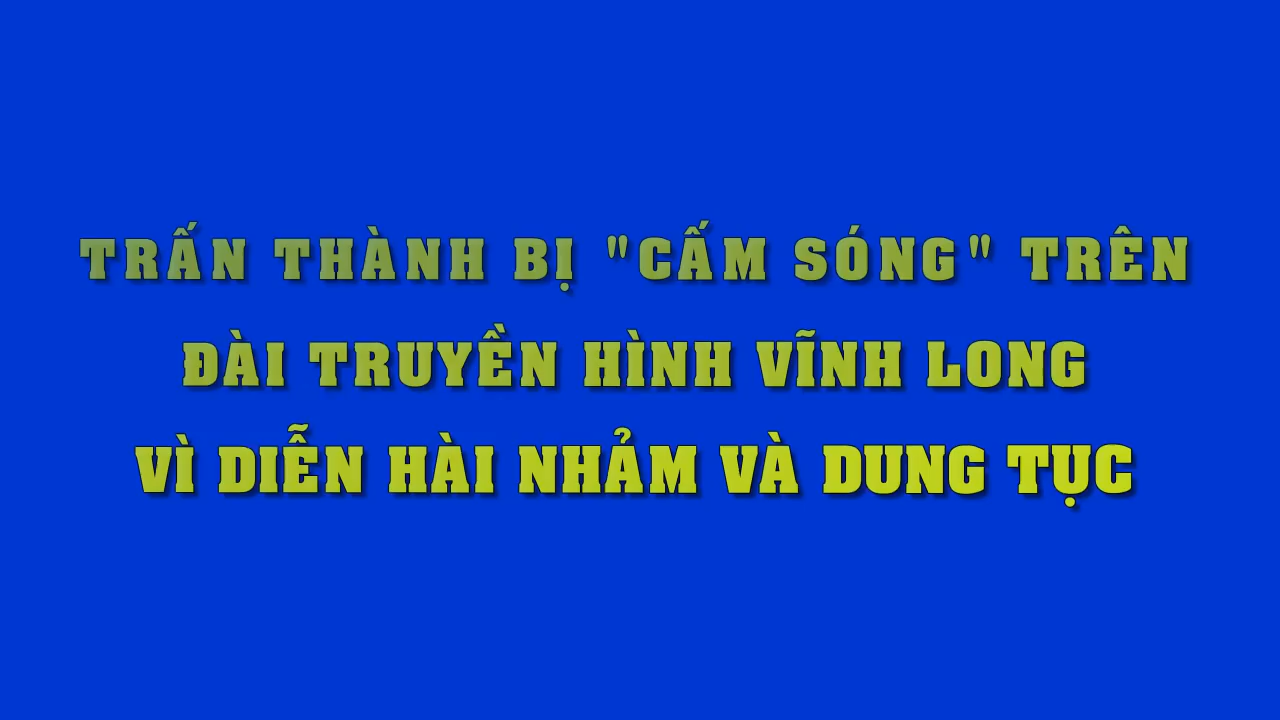 TRẤN THÀNH BỊ "CẤM SÓNG" TRÊN
ĐÀI TRUYỀN HÌNH VĨNH LONG
VÌ DIỄN HÀI NHẢM VÀ DUNG TỤC